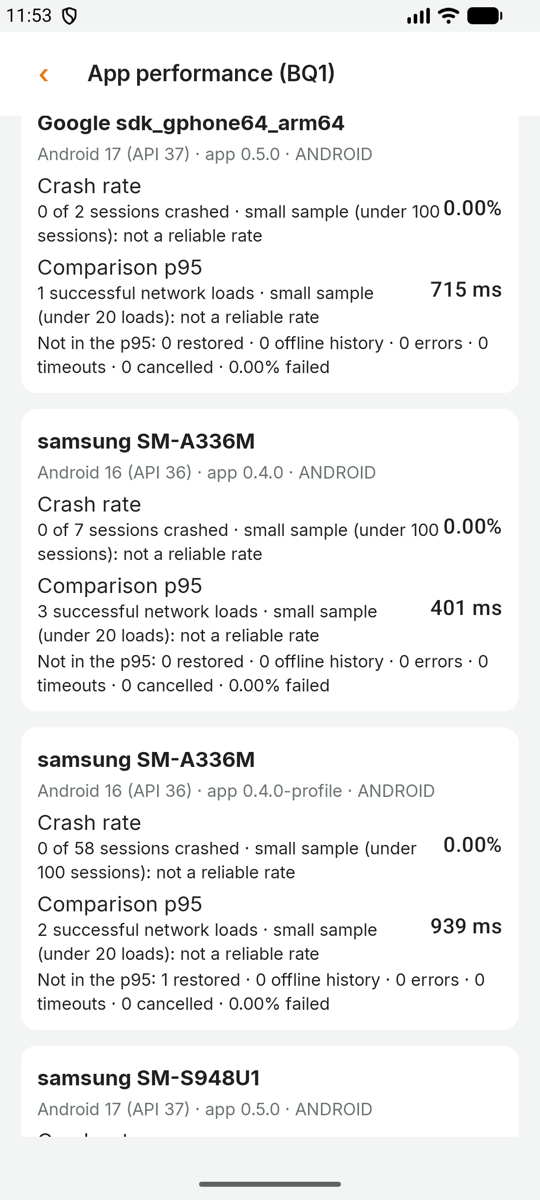 11:53
‹ App performance (BQ1)
Google sdk_gphone64_arm64
Android 17 (API 37) · app 0.5.0 · ANDROID
Crash rate
0 of 2 sessions crashed · small sample (under 100 0.00%
sessions): not a reliable rate
Comparison p95
1 successful network loads · small sample 715 ms
(under 20 loads): not a reliable rate
Not in the p95: 0 restored · 0 offline history · 0 errors · 0
timeouts · 0 cancelled · 0.00% failed
samsung SM-A336M
Android 16 (API 36) · app 0.4.0 · ANDROID
Crash rate
0 of 7 sessions crashed · small sample (under 100 0.00%
sessions): not a reliable rate
Comparison p95
3 successful network loads · small sample 401 ms
(under 20 loads): not a reliable rate
Not in the p95: 0 restored · 0 offline history · 0 errors · 0
timeouts · 0 cancelled · 0.00% failed
samsung SM-A336M
Android 16 (API 36) · app 0.4.0-profile · ANDROID
Crash rate
0 of 58 sessions crashed · small sample (under 0.00%
100 sessions): not a reliable rate
Comparison p95
2 successful network loads · small sample 939 ms
(under 20 loads): not a reliable rate
Not in the p95: 1 restored · 0 offline history · 0 errors · 0
timeouts · 0 cancelled · 0.00% failed
samsung SM-S948U1
Android 17 (API 37) · app 0.5.0 · ANDROID